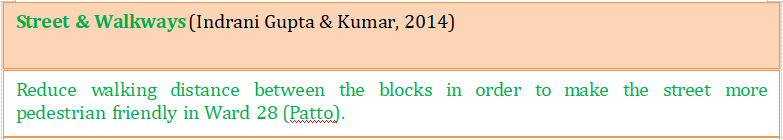 Street & Walkways (Indrani Gupta & Kumar, 2014)
Reduce walking distance between the blocks in order to make the street more
pedestrian friendly in Ward 28 (Patto).